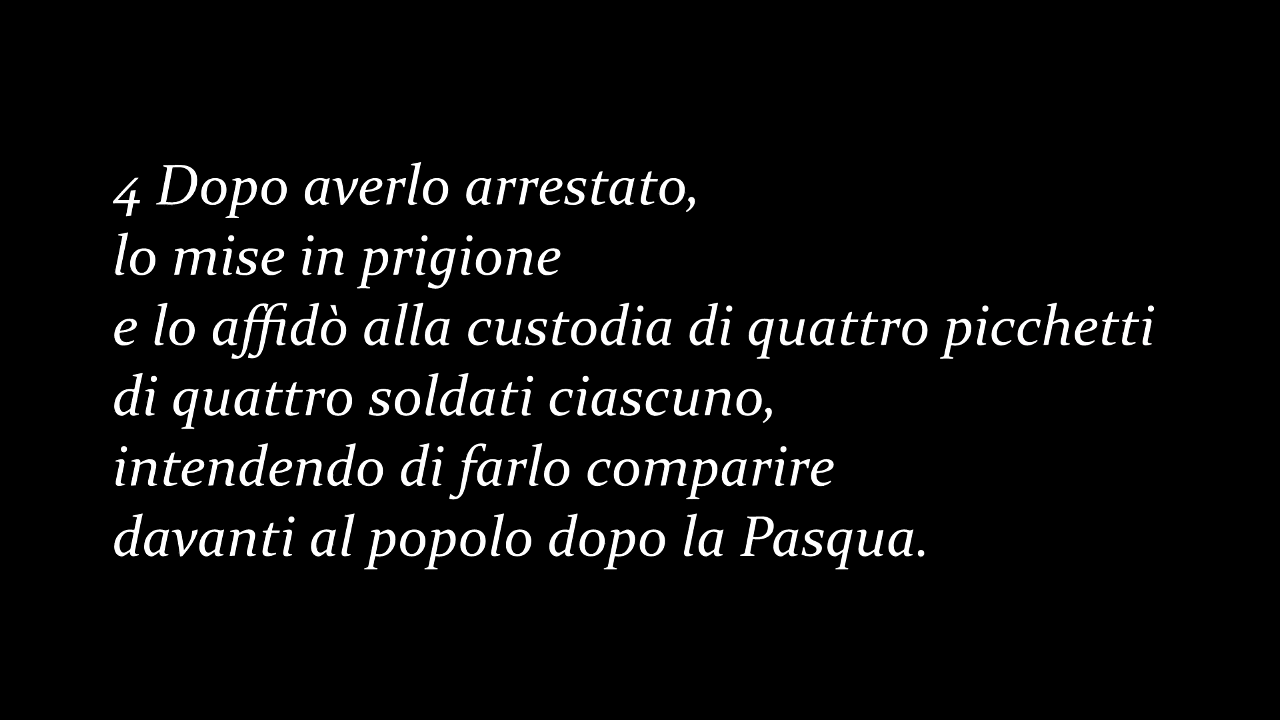 4 Dopo averlo arrestato,
lo mise in prigione
e lo affidò alla custodia di quattro picchetti
di quattro soldati ciascuno,
intendendo di farlo comparire
davanti al popolo dopo la Pasqua.